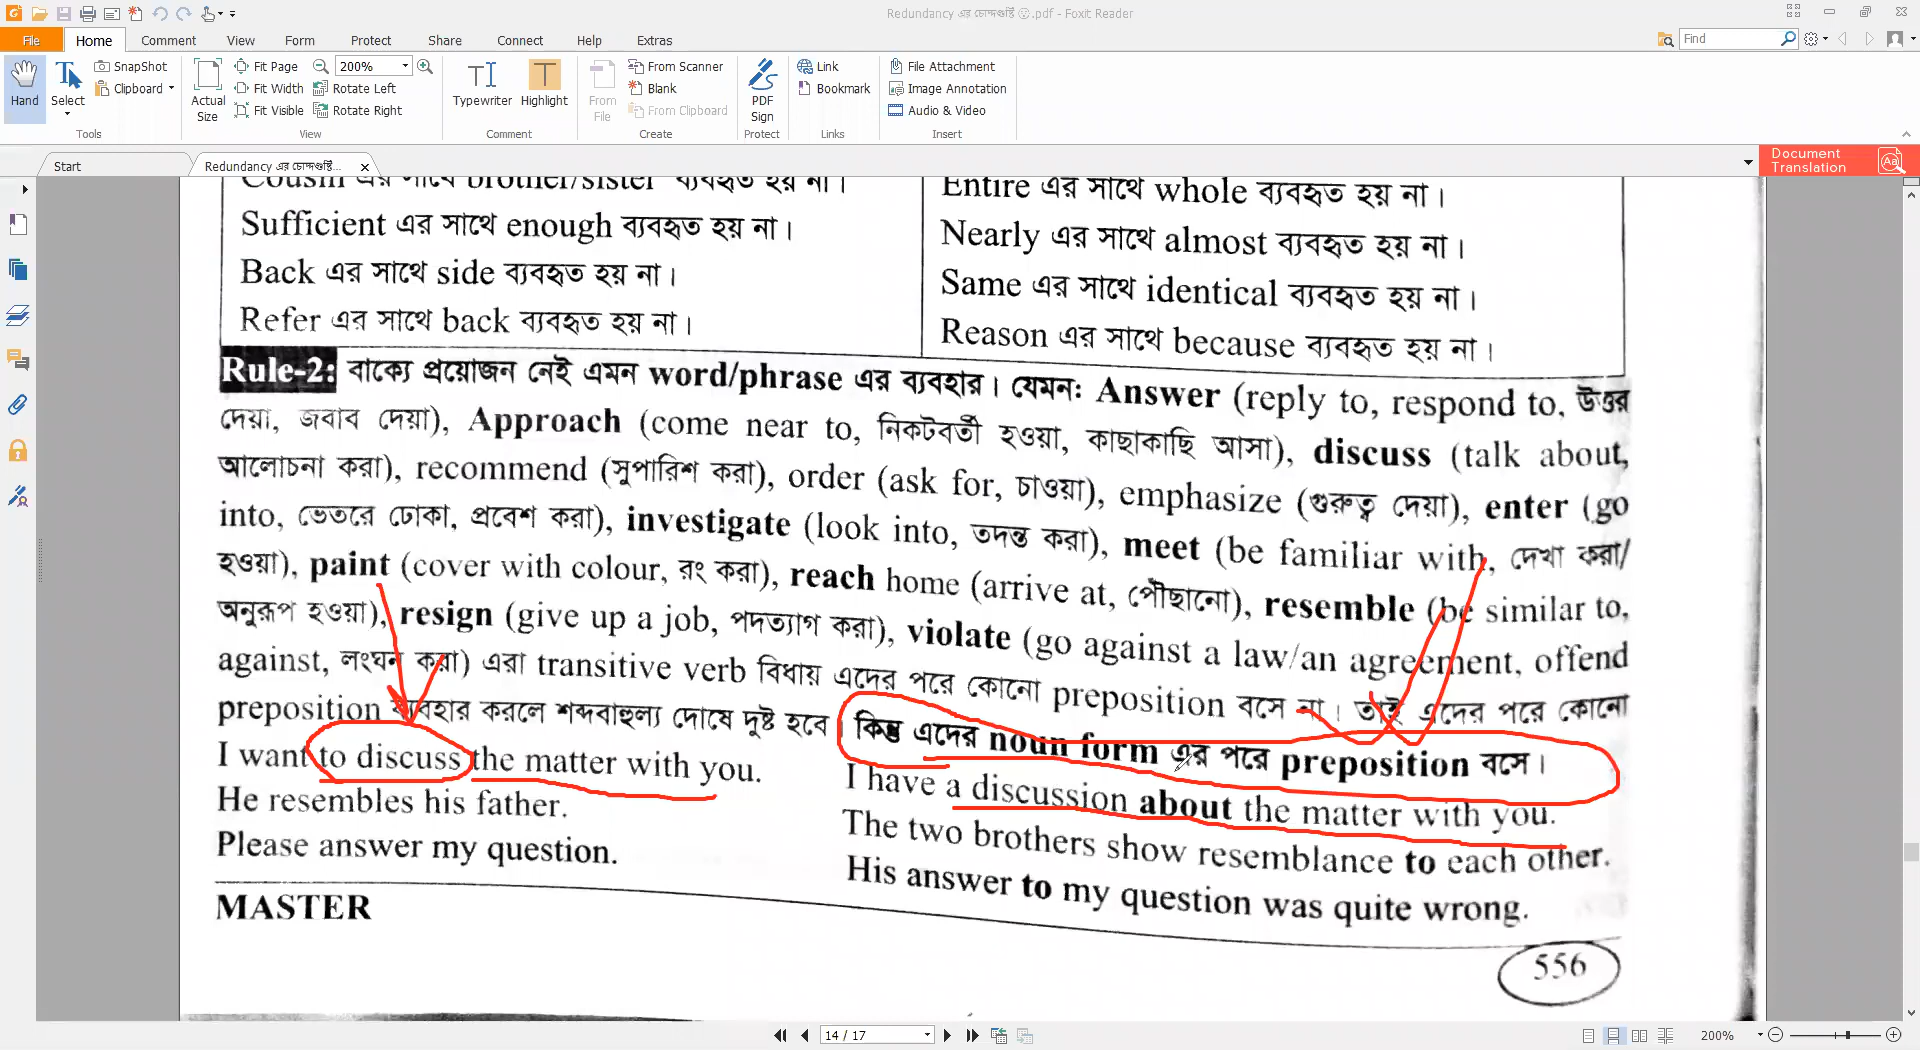 Redundancy এর চোদ্দগুষ্টি 😗.pdf - Foxit Reader
File Home Comment View Form Protect Share Connect Help Extras
Find
Hand
Select
SnapShot
Clipboard
Actual Size
Fit Page
Fit Width
Fit Visible
200%
Rotate Left
Rotate Right
Typewriter
Highlight
From File
From Scanner
Blank
From Clipboard
PDF Sign
Link
Bookmark
File Attachment
Image Annotation
Audio & Video
Tools View Comment Create Protect Links Insert
Start
Redundancy এর চোদ্দগুষ্টি...
Document Translation
Cousin এর সাথে brother/sister ব্যবহৃত হয় না।
Sufficient এর সাথে enough ব্যবহৃত হয় না।
Back এর সাথে side ব্যবহৃত হয় না।
Refer এর সাথে back ব্যবহৃত হয় না।
Entire এর সাথে whole ব্যবহৃত হয় না।
Nearly এর সাথে almost ব্যবহৃত হয় না।
Same এর সাথে identical ব্যবহৃত হয় না।
Reason এর সাথে because ব্যবহৃত হয় না।
Rule-2: বাক্যে প্রয়োজন নেই এমন word/phrase এর ব্যবহার। যেমন: Answer (reply to, respond to, উত্তর
দেয়া, জবাব দেয়া), Approach (come near to, নিকটবর্তী হওয়া, কাছাকাছি আসা), discuss (talk about,
আলোচনা করা), recommend (সুপারিশ করা), order (ask for, চাওয়া), emphasize (গুরুত্ব দেয়া), enter (go
into, ভেতরে ঢোকা, প্রবেশ করা), investigate (look into, তদন্ত করা), meet (be familiar with, দেখা করা/
হওয়া), paint (cover with colour, রং করা), reach home (arrive at, পৌঁছানো), resemble (be similar to,
অনুরূপ হওয়া), resign (give up a job, পদত্যাগ করা), violate (go against a law/an agreement, offend
against, লংঘন করা) এরা transitive verb বিধায় এদের পরে কোনো preposition বসে না। তাই এদের পরে কোনো
preposition ব্যবহার করলে শব্দবাহুল্য দোষে দুষ্ট হবে। কিন্তু এদের noun form এর পরে preposition বসে।
I want to discuss the matter with you.
He resembles his father.
Please answer my question.
I have a discussion about the matter with you.
The two brothers show resemblance to each other.
His answer to my question was quite wrong.
MASTER
556
14 / 17
200%